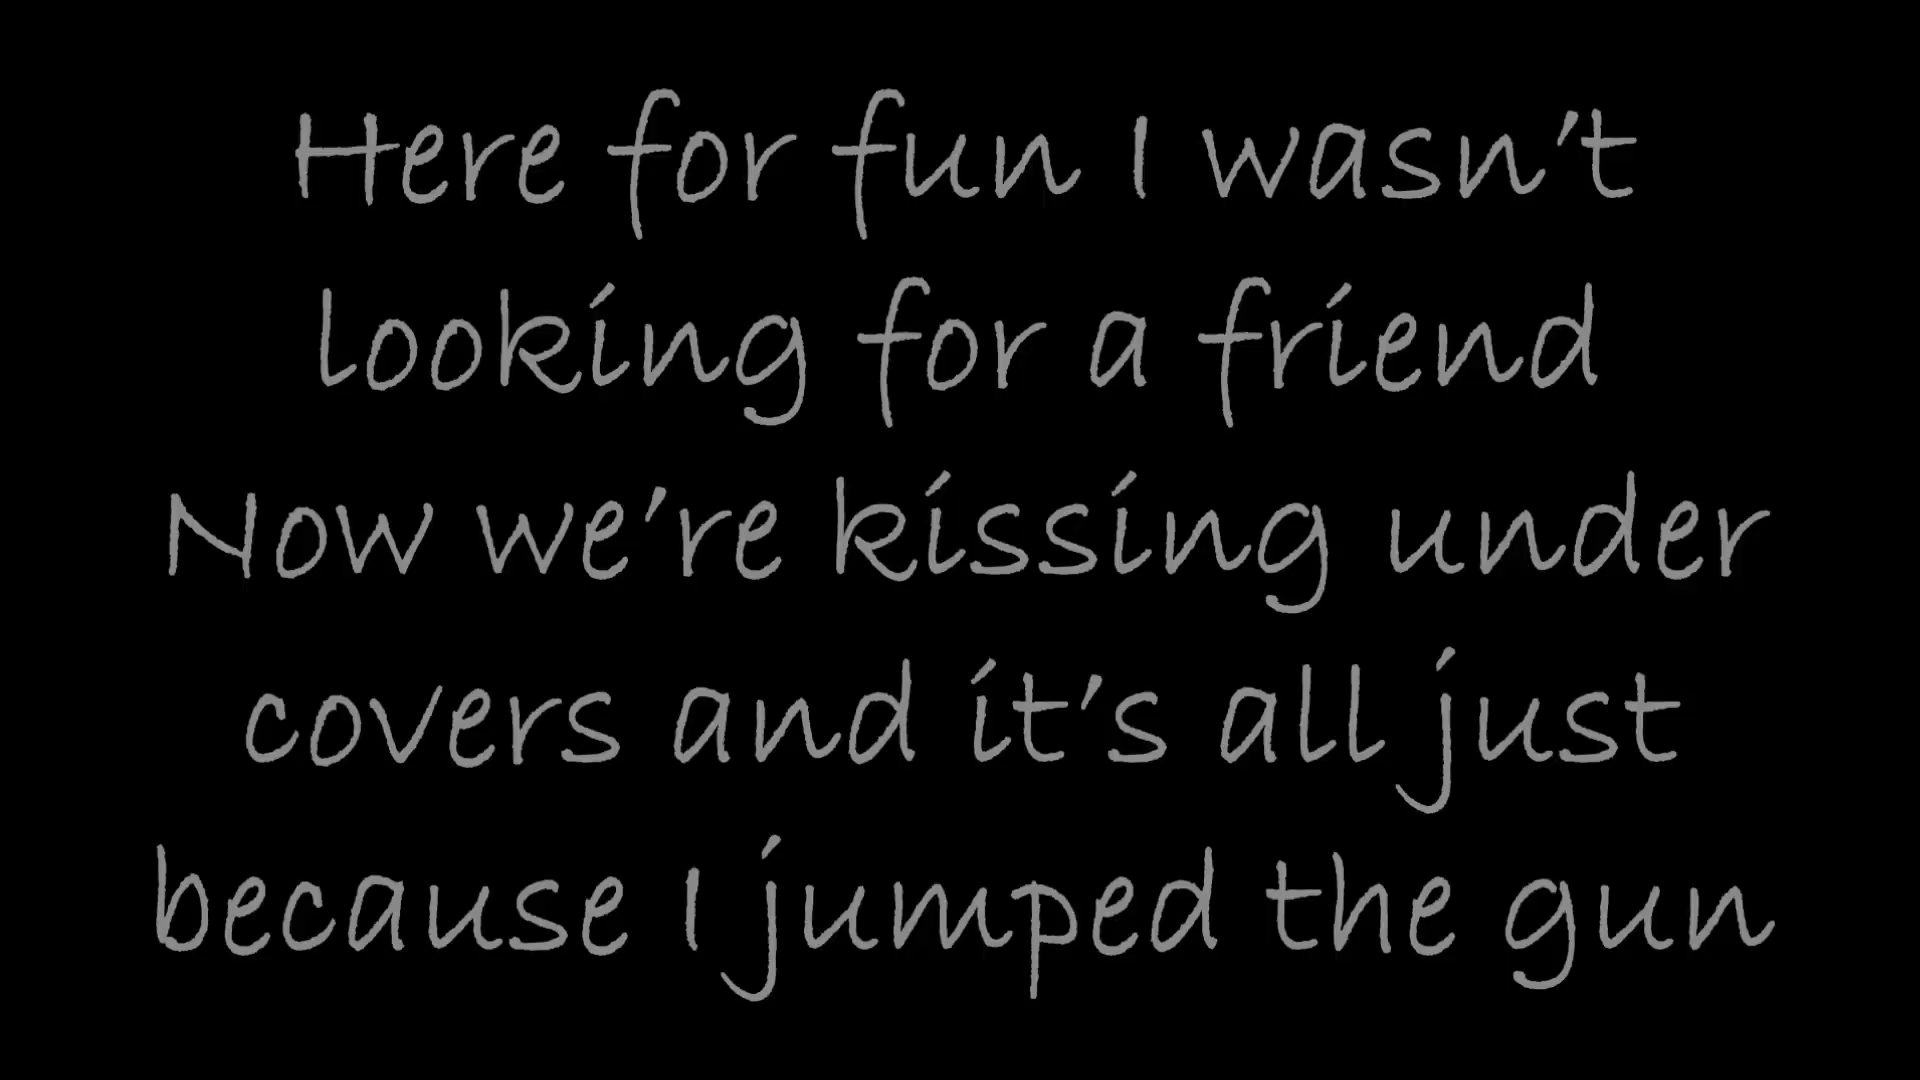 Here for fun I wasn't
looking for a friend
Now we're kissing under
covers and it's all just
because I jumped the gun